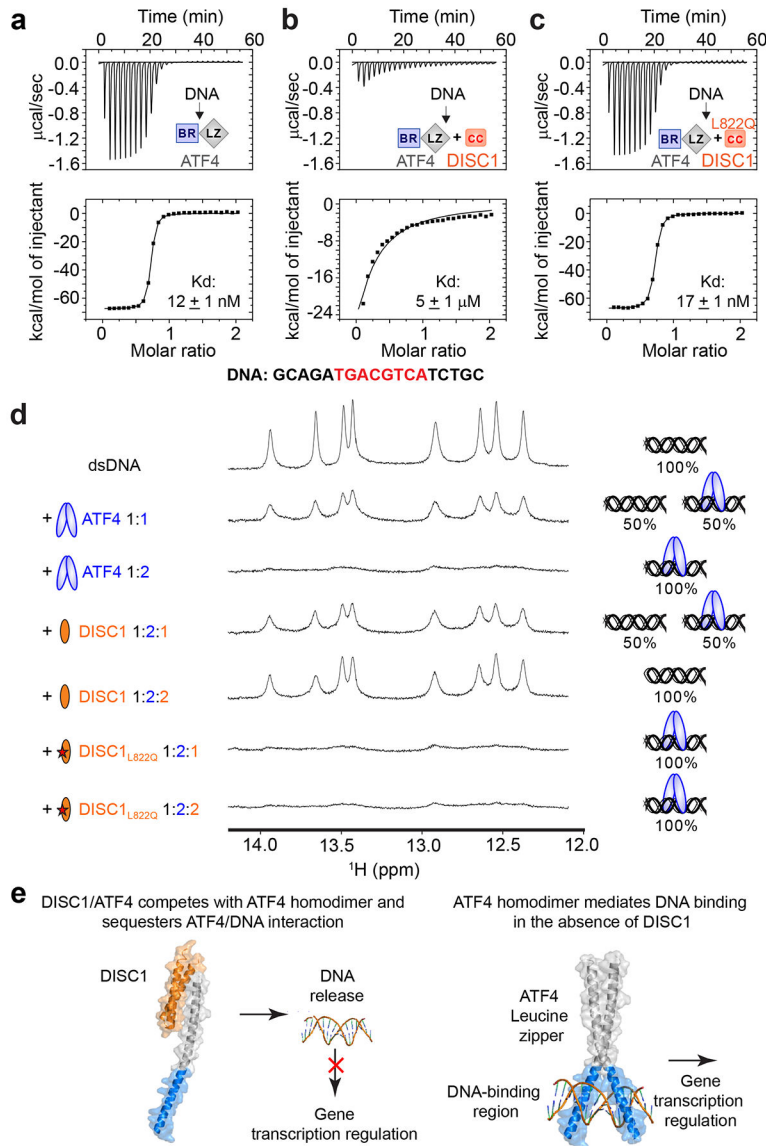 a
Time (min)
0 20 40 60
0.0
-0.4
-0.8
-1.2
-1.6
µcal/sec
DNA
BR LZ
ATF4
kcal/mol of injectant
0
-20
-40
-60
Kd:
12 ± 1 nM
0 1 2
Molar ratio
b
Time (min)
0 20 40 60
0.0
-0.4
-0.8
-1.2
-1.6
µcal/sec
DNA
BR LZ + CC
ATF4 DISC1
kcal/mol of injectant
0
-8
-16
-24
Kd:
5 ± 1 µM
0 1 2
Molar ratio
c
Time (min)
0 20 40 60
0.0
-0.4
-0.8
-1.2
-1.6
µcal/sec
DNA
L822Q
BR LZ + CC
ATF4 DISC1
kcal/mol of injectant
0
-20
-40
-60
Kd:
17 ± 1 nM
0 1 2
Molar ratio
DNA: GCAGATGACGTCATCTGC
d
dsDNA
100%
+ ATF4 1:1
50% 50%
+ ATF4 1:2
100%
+ DISC1 1:2:1
50% 50%
+ DISC1 1:2:2
100%
+ DISC1L822Q 1:2:1
100%
+ DISC1L822Q 1:2:2
100%
14.0 13.5 13.0 12.5 12.0
¹H (ppm)
e
DISC1/ATF4 competes with ATF4 homodimer and
sequesters ATF4/DNA interaction
DISC1
DNA
release
Gene
transcription regulation
ATF4 homodimer mediates DNA binding
in the absence of DISC1
ATF4
Leucine
zipper
DNA-binding
region
Gene
transcription
regulation